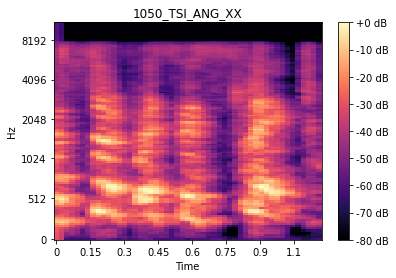 1050_TSI_ANG_XX
8192
4096
2048
1024
512
0
Hz
0 0.15 0.3 0.45 0.6 0.75 0.9 1.1
Time
+0 dB
-10 dB
-20 dB
-30 dB
-40 dB
-50 dB
-60 dB
-70 dB
-80 dB